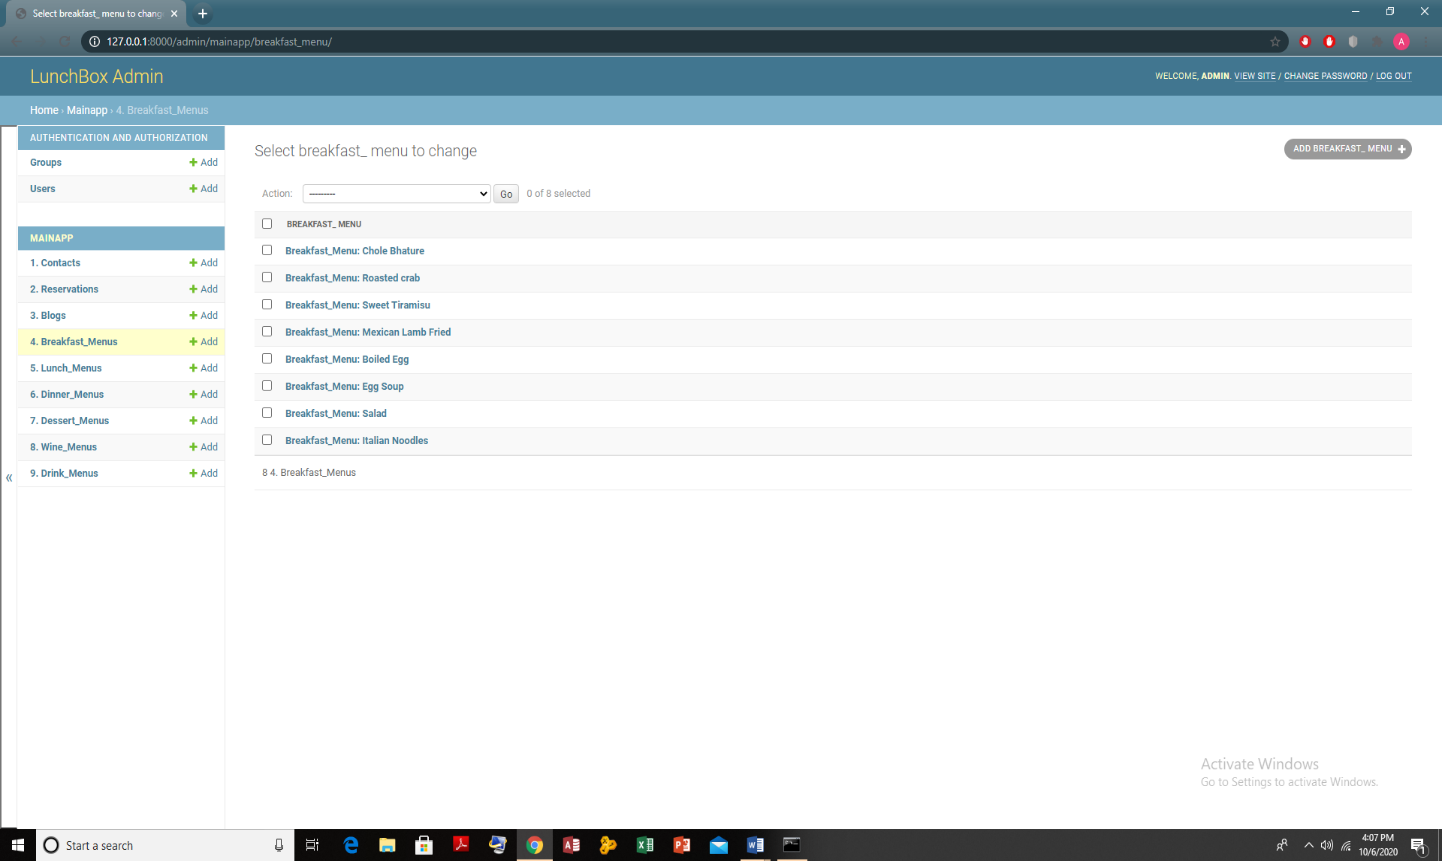 Select breakfast_ menu to chang
127.0.0.1:8000/admin/mainapp/breakfast_menu/
A
LunchBox Admin
WELCOME, ADMIN. VIEW SITE / CHANGE PASSWORD / LOG OUT
Home › Mainapp › 4. Breakfast_Menus
AUTHENTICATION AND AUTHORIZATION
Groups + Add
Users + Add
MAINAPP
1. Contacts + Add
2. Reservations + Add
3. Blogs + Add
4. Breakfast_Menus + Add
5. Lunch_Menus + Add
6. Dinner_Menus + Add
7. Dessert_Menus + Add
8. Wine_Menus + Add
9. Drink_Menus + Add
«
Select breakfast_ menu to change
ADD BREAKFAST_ MENU +
Action: --------- Go 0 of 8 selected
BREAKFAST_ MENU
Breakfast_Menu: Chole Bhature
Breakfast_Menu: Roasted crab
Breakfast_Menu: Sweet Tiramisu
Breakfast_Menu: Mexican Lamb Fried
Breakfast_Menu: Boiled Egg
Breakfast_Menu: Egg Soup
Breakfast_Menu: Salad
Breakfast_Menu: Italian Noodles
8 4. Breakfast_Menus
Activate Windows
Go to Settings to activate Windows.
Start a search
4:07 PM
10/6/2020
1